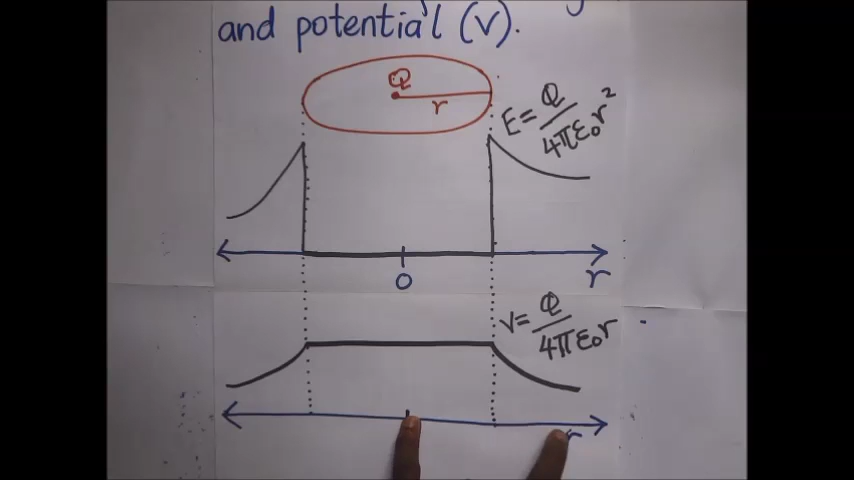 and potential (V).
Q
r
E = Q / 4πε₀r²
0
r
V = Q / 4πε₀r
r